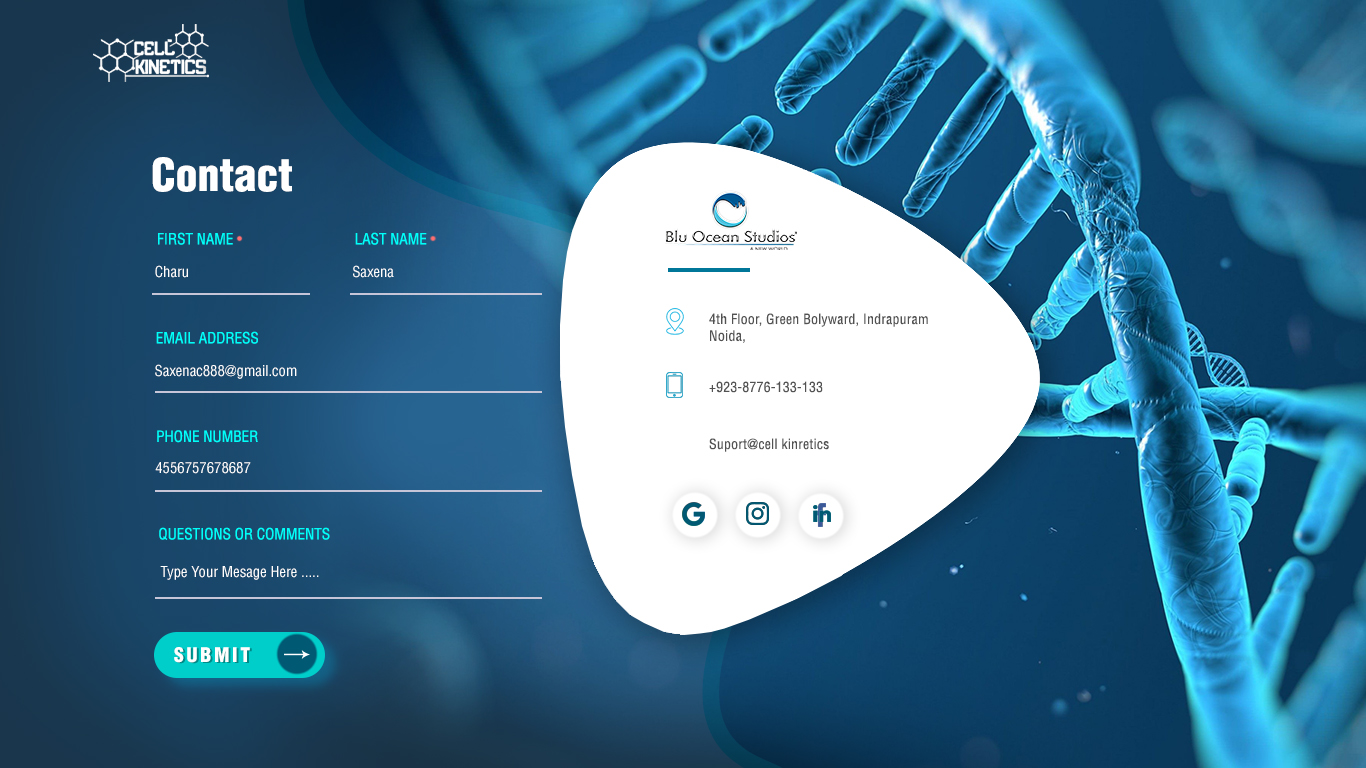 CELL
KINETICS
Contact
FIRST NAME •
LAST NAME •
Charu
Saxena
EMAIL ADDRESS
Saxenac888@gmail.com
PHONE NUMBER
4556757678687
QUESTIONS OR COMMENTS
Type Your Mesage Here .....
SUBMIT
Blu Ocean Studios
A NEW WORLD
4th Floor, Green Bolyward, Indrapuram
Noida,
+923-8776-133-133
Suport@cell kinretics